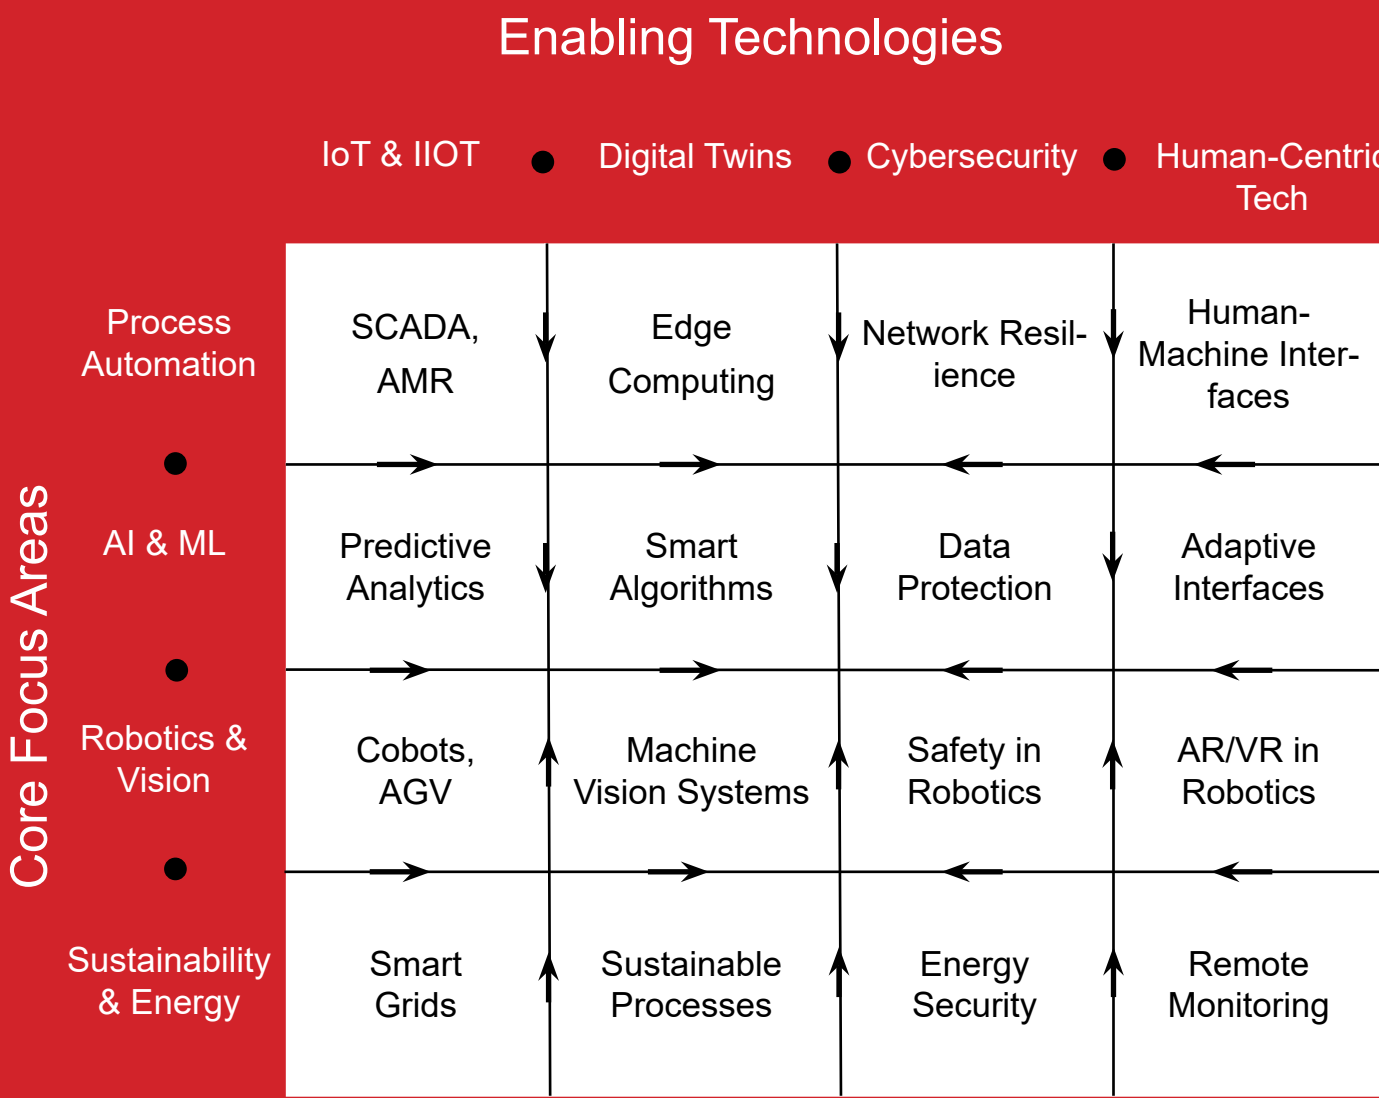 Enabling Technologies
IoT & IIOT
Digital Twins
Cybersecurity
Human-Centric
Tech
Core Focus Areas
Process
Automation
SCADA,
AMR
Edge
Computing
Network Resil-
ience
Human-
Machine Inter-
faces
AI & ML
Predictive
Analytics
Smart
Algorithms
Data
Protection
Adaptive
Interfaces
Robotics &
Vision
Cobots,
AGV
Machine
Vision Systems
Safety in
Robotics
AR/VR in
Robotics
Sustainability
& Energy
Smart
Grids
Sustainable
Processes
Energy
Security
Remote
Monitoring